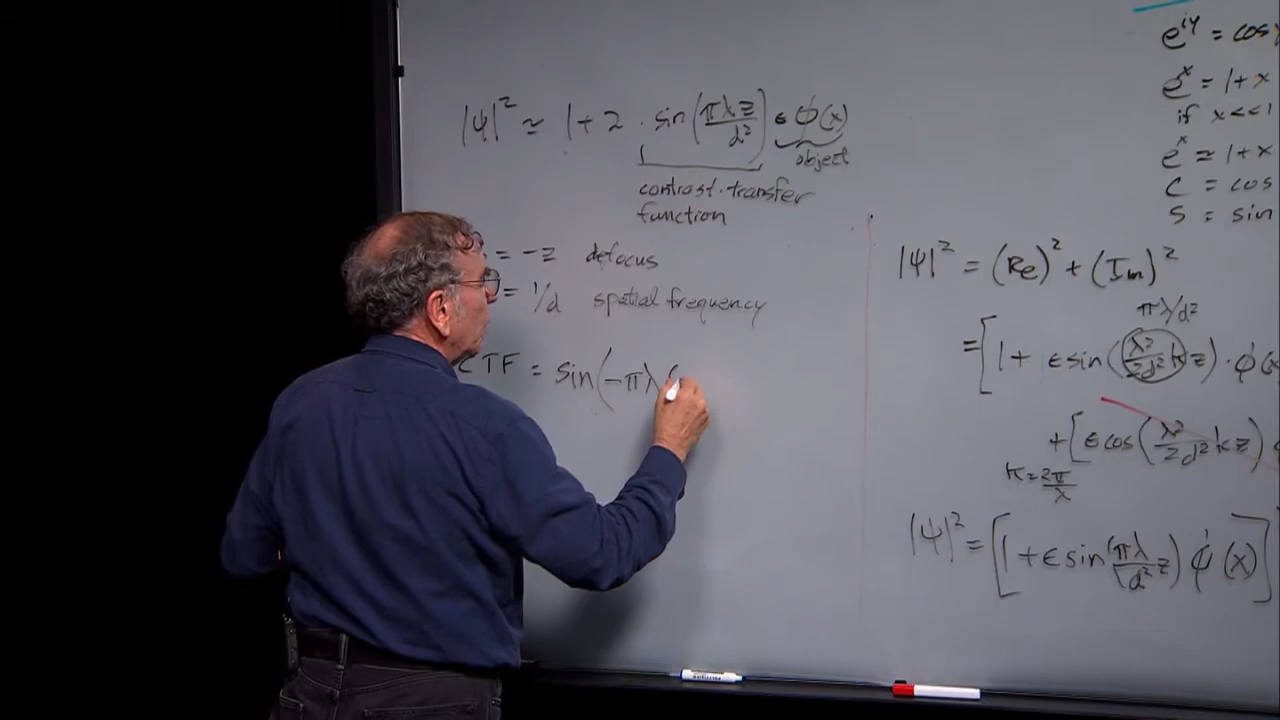 |ψ|² ≃ 1 + 2 · sin(πλz/d²) ϵ ϕ(x)
object
contrast-transfer
function
= -z defocus
= 1/d spatial frequency
CTF = sin(-πλ(
e^iy = cos
e^x = 1 + x
if x << 1
e^x ≃ 1 + x
c = cos
s = sin
|ψ|² = (Re)² + (Im)²
πλ/d²
= [1 + ϵ sin(λ²/2d² kz) · ϕ(x
+ [ϵ cos(λ²/2d² kz)
k = 2π/λ
|ψ|² = [1 + ϵ sin(πλ/d² z) ϕ(x)]